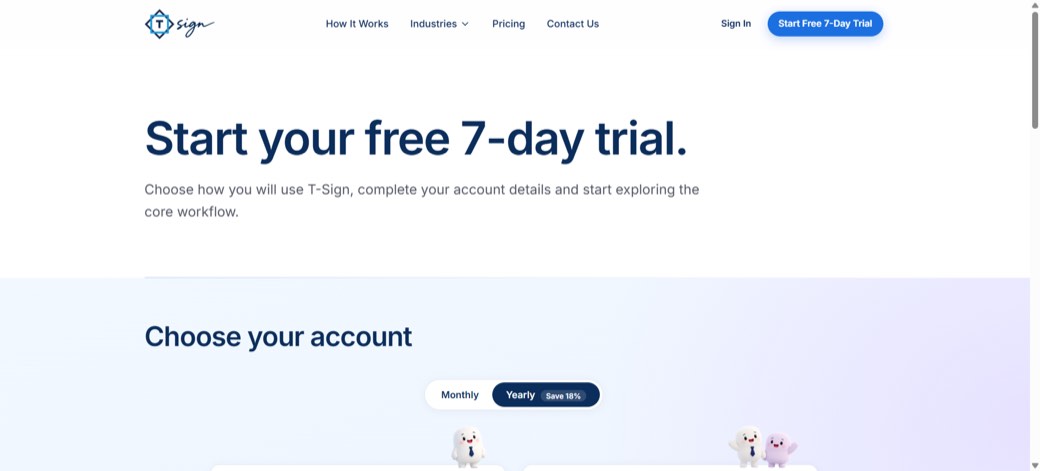 T sign
How It Works
Industries
Pricing
Contact Us
Sign In
Start Free 7-Day Trial
Start your free 7-day trial.
Choose how you will use T-Sign, complete your account details and start exploring the
core workflow.
Choose your account
Monthly
Yearly Save 18%